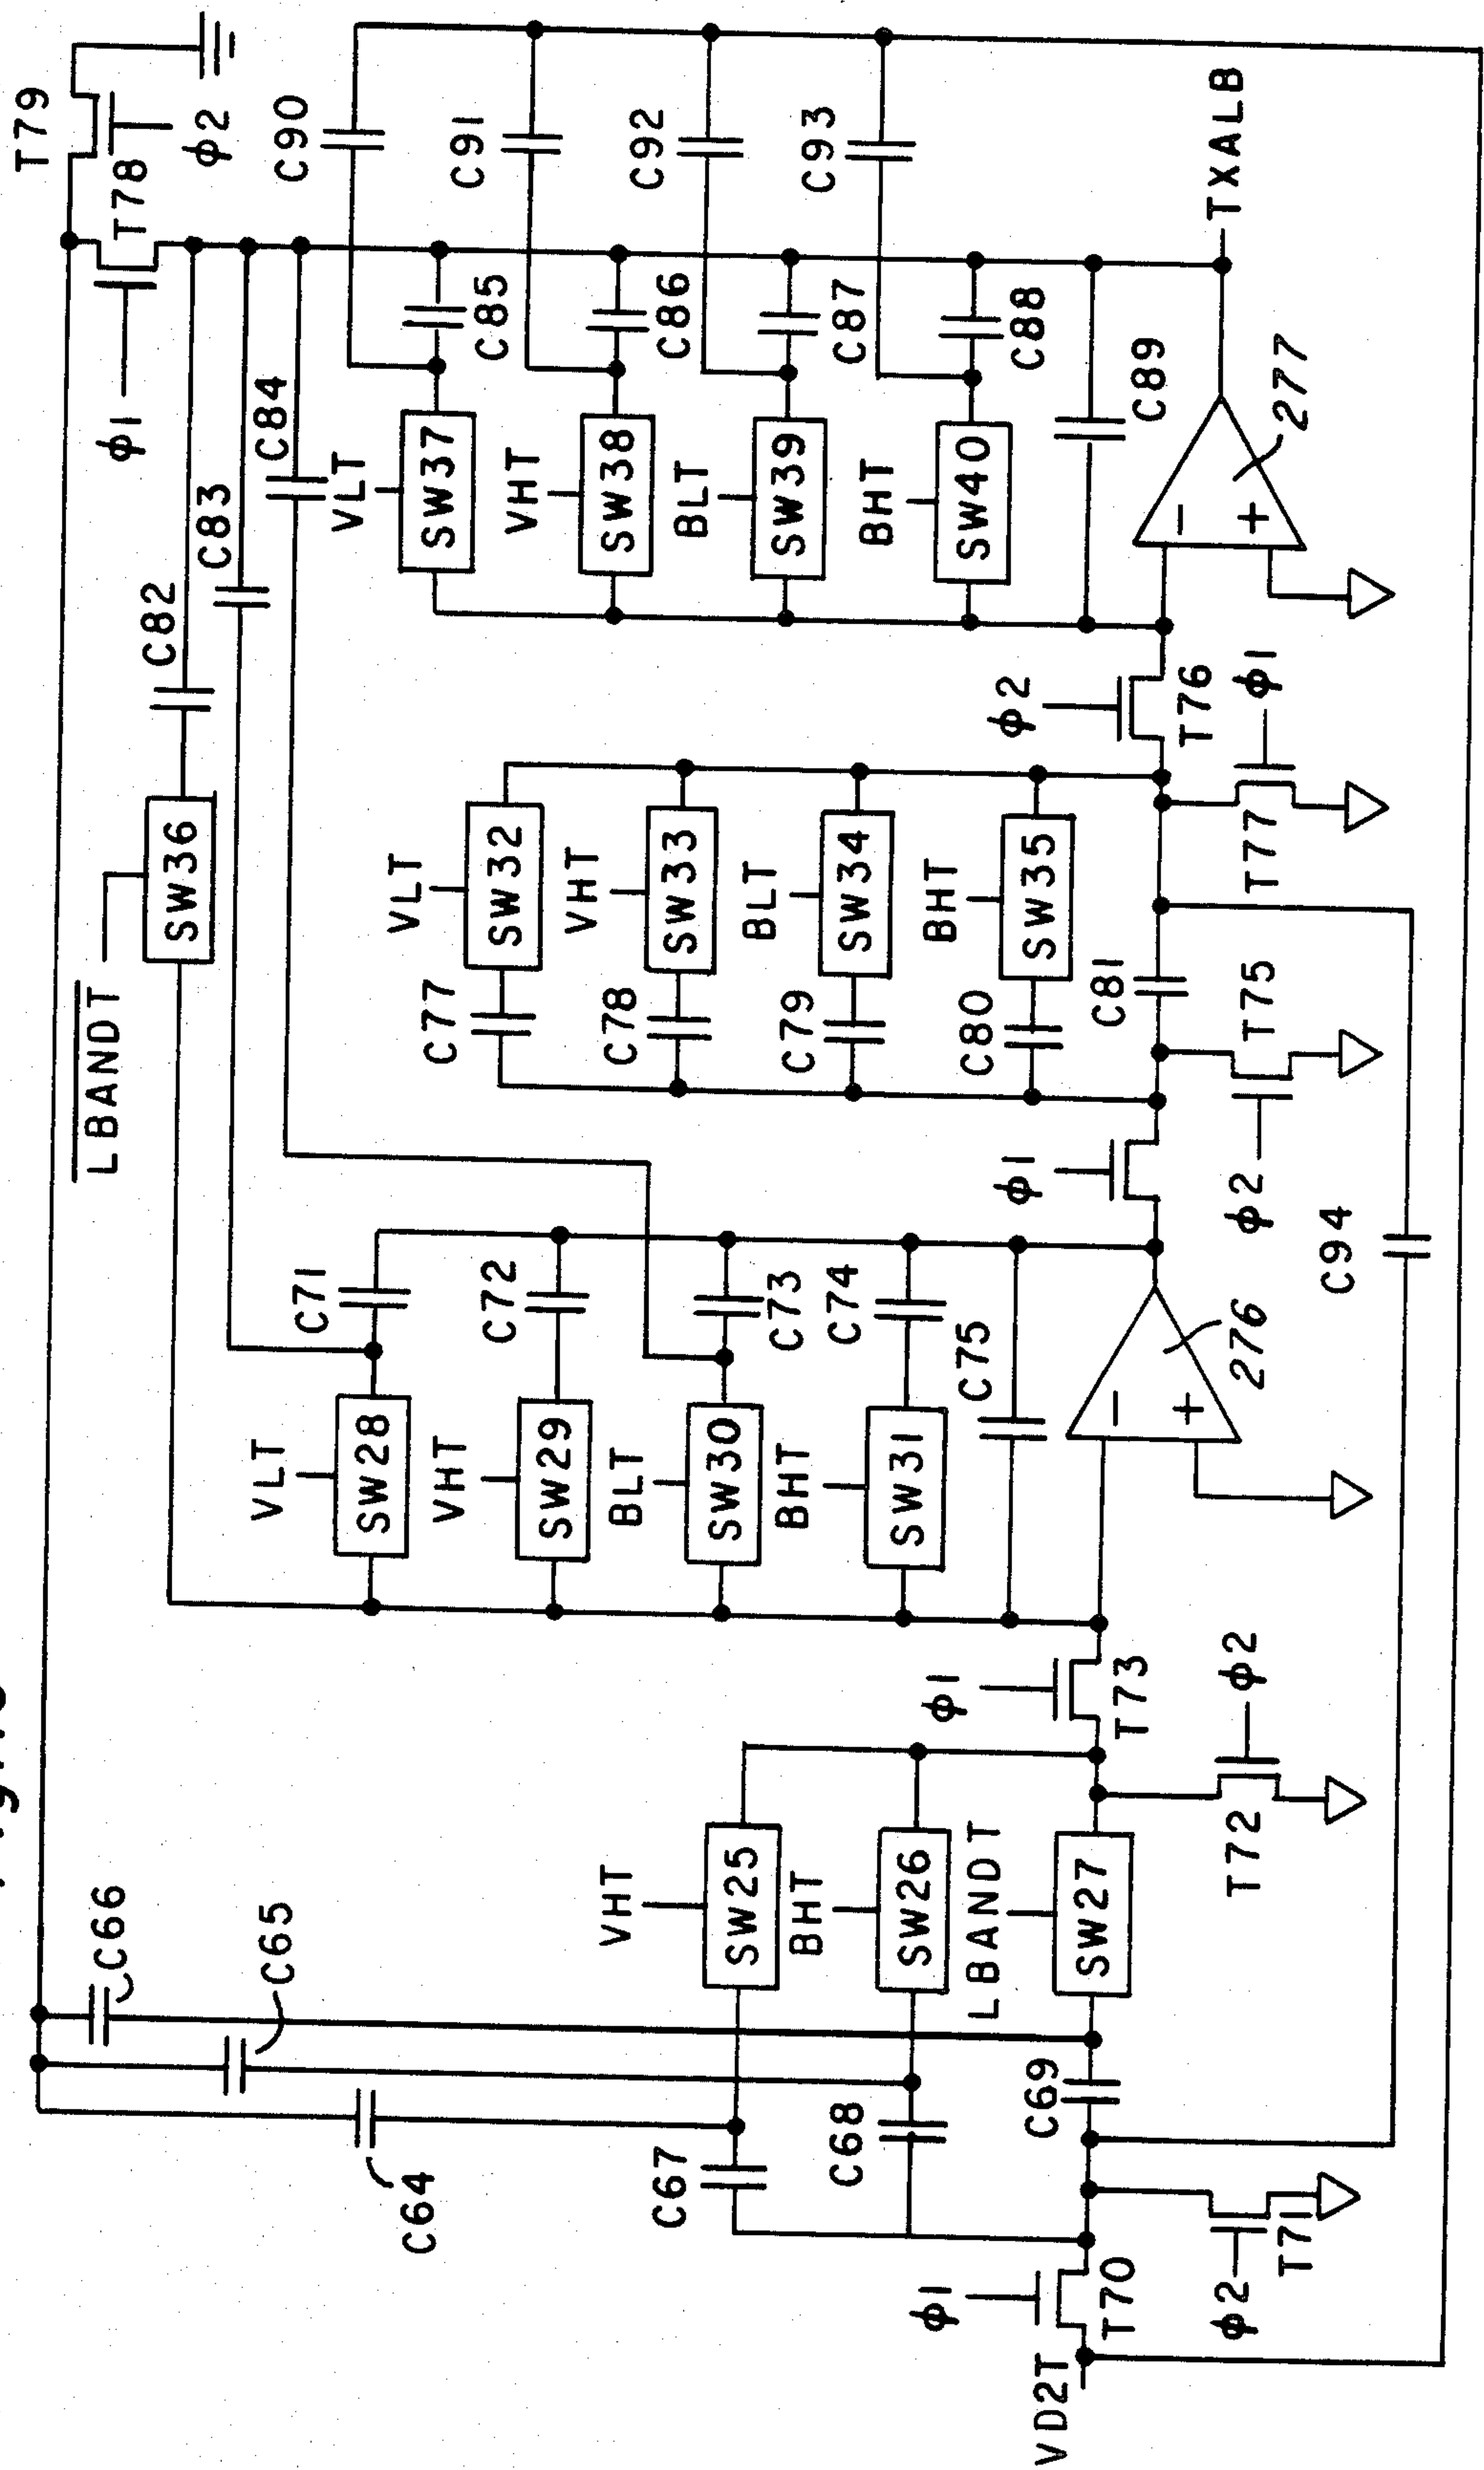 T79
φ2
T78
φ1
C90
C91
C92
C93
C82
C83
C84
LBANDT
SW36
VLT
SW37
C85
VHT
SW38
C86
BLT
SW39
C87
BHT
SW40
C88
C89
277
−
+
TXALB
φ2
T76
φ1
T77
VLT
SW32
C77
VHT
SW33
C78
BLT
SW34
C79
BHT
SW35
C80
C81
T75
φ2
φ1
C94
C71
VLT
SW28
C72
VHT
SW29
C73
BLT
SW30
C74
BHT
SW31
C75
276
−
+
φ1
T73
φ2
T72
C66
C65
C64
VHT
SW25
C67
BHT
SW26
C68
LBANDT
SW27
C69
φ1
T70
φ2
T71
VD2T